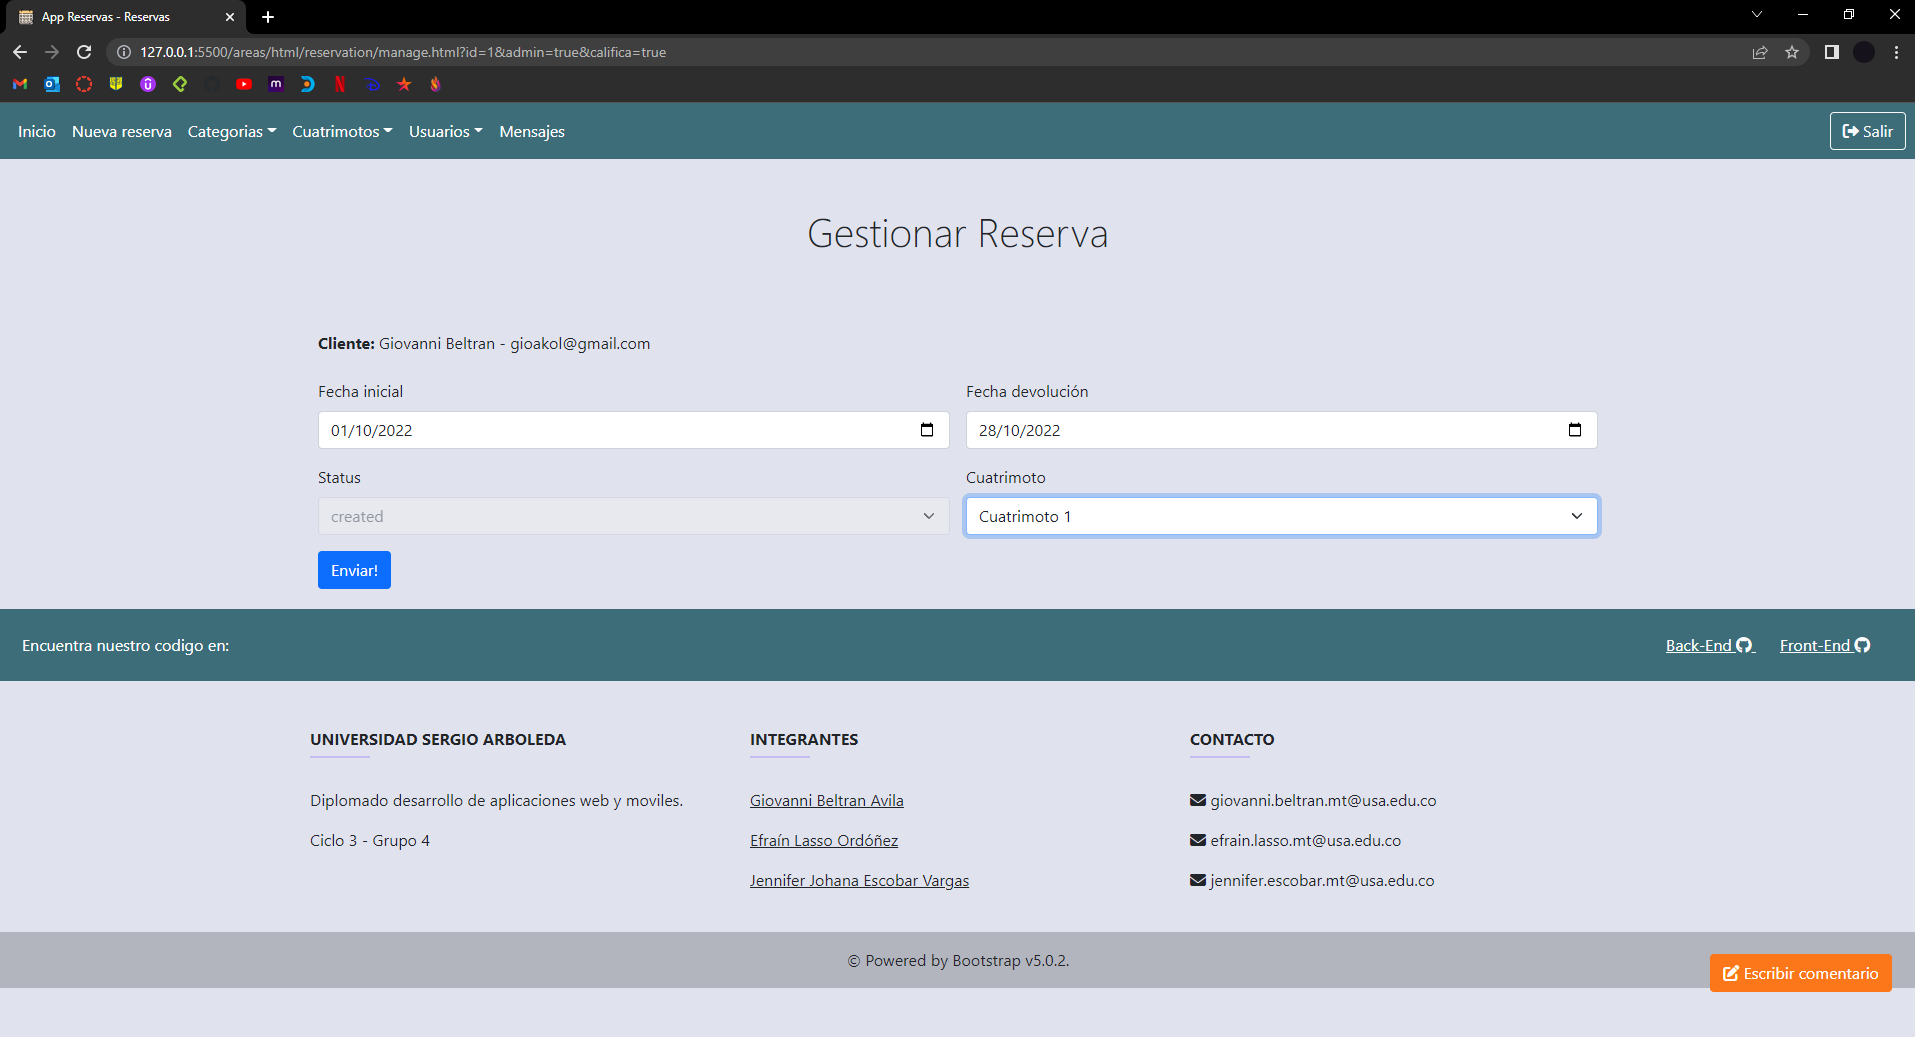 App Reservas - Reservas
127.0.0.1:5500/areas/html/reservation/manage.html?id=1&admin=true&califica=true
Inicio Nueva reserva Categorias Cuatrimotos Usuarios Mensajes Salir
Gestionar Reserva
Cliente: Giovanni Beltran - gioakol@gmail.com
Fecha inicial Fecha devolución
01/10/2022 28/10/2022
Status Cuatrimoto
created Cuatrimoto 1
Enviar!
Encuentra nuestro codigo en: Back-End Front-End
UNIVERSIDAD SERGIO ARBOLEDA INTEGRANTES CONTACTO
Diplomado desarrollo de aplicaciones web y moviles. Giovanni Beltran Avila giovanni.beltran.mt@usa.edu.co
Ciclo 3 - Grupo 4 Efraín Lasso Ordóñez efrain.lasso.mt@usa.edu.co
Jennifer Johana Escobar Vargas jennifer.escobar.mt@usa.edu.co
© Powered by Bootstrap v5.0.2.
Escribir comentario